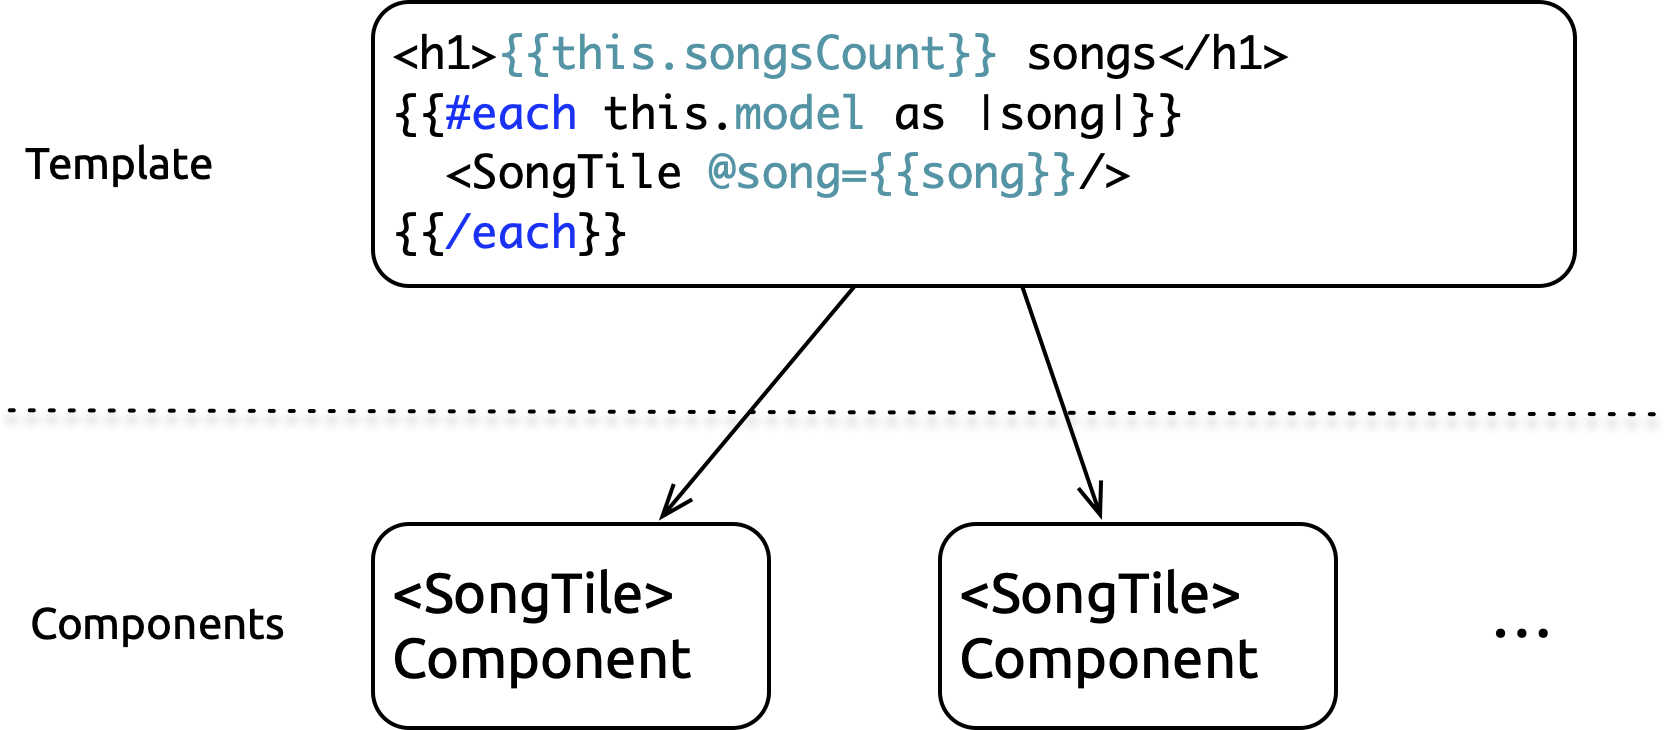 Template
<h1>{{this.songsCount}} songs</h1>
{{#each this.model as |song|}}
  <SongTile @song={{song}}/>
{{/each}}
Components
<SongTile>
Component
<SongTile>
Component
...